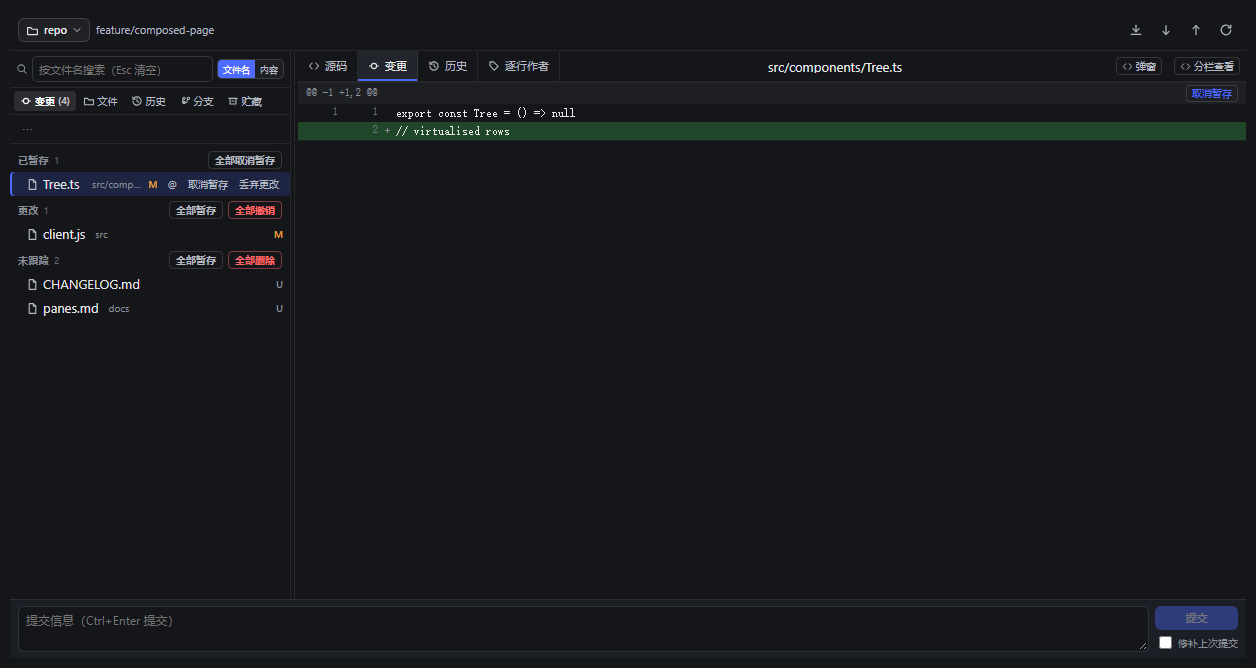 repo feature/composed-page
按文件名搜索（Esc 清空） 文件名 内容
变更 (4) 文件 历史 分支 贮藏
...
已暂存 1 全部取消暂存
Tree.ts src/comp... M @ 取消暂存 丢弃更改
更改 1 全部暂存 全部撤销
client.js src M
未跟踪 2 全部暂存 全部删除
CHANGELOG.md U
panes.md docs U
源码 变更 历史 逐行作者 src/components/Tree.ts 弹窗 分栏查看
@@ -1 +1,2 @@ 取消暂存
1 1 export const Tree = () => null
2 + // virtualised rows
提交信息（Ctrl+Enter 提交） 提交
修补上次提交